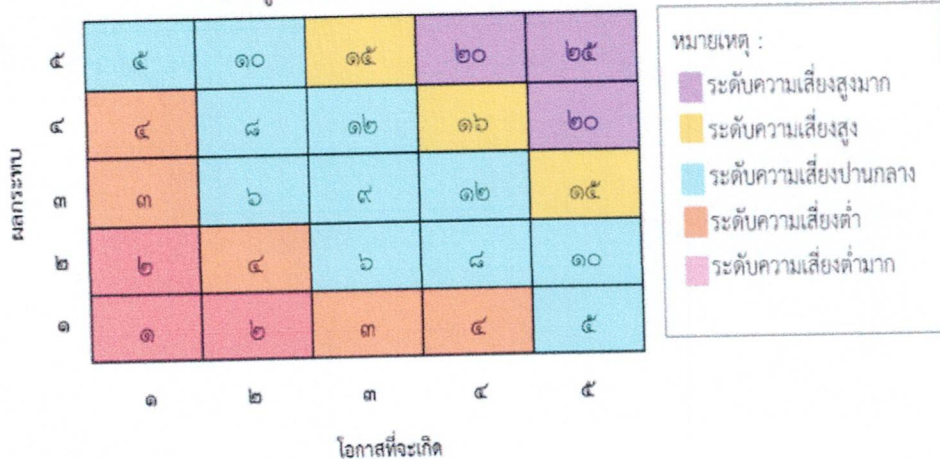 ผลกระทบ
๕ ๕ ๑๐ ๑๕ ๒๐ ๒๕
๔ ๔ ๘ ๑๒ ๑๖ ๒๐
๓ ๓ ๖ ๙ ๑๒ ๑๕
๒ ๒ ๔ ๖ ๘ ๑๐
๑ ๑ ๒ ๓ ๔ ๕
๑ ๒ ๓ ๔ ๕
โอกาสที่จะเกิด
หมายเหตุ :
ระดับความเสี่ยงสูงมาก
ระดับความเสี่ยงสูง
ระดับความเสี่ยงปานกลาง
ระดับความเสี่ยงต่ำ
ระดับความเสี่ยงต่ำมาก